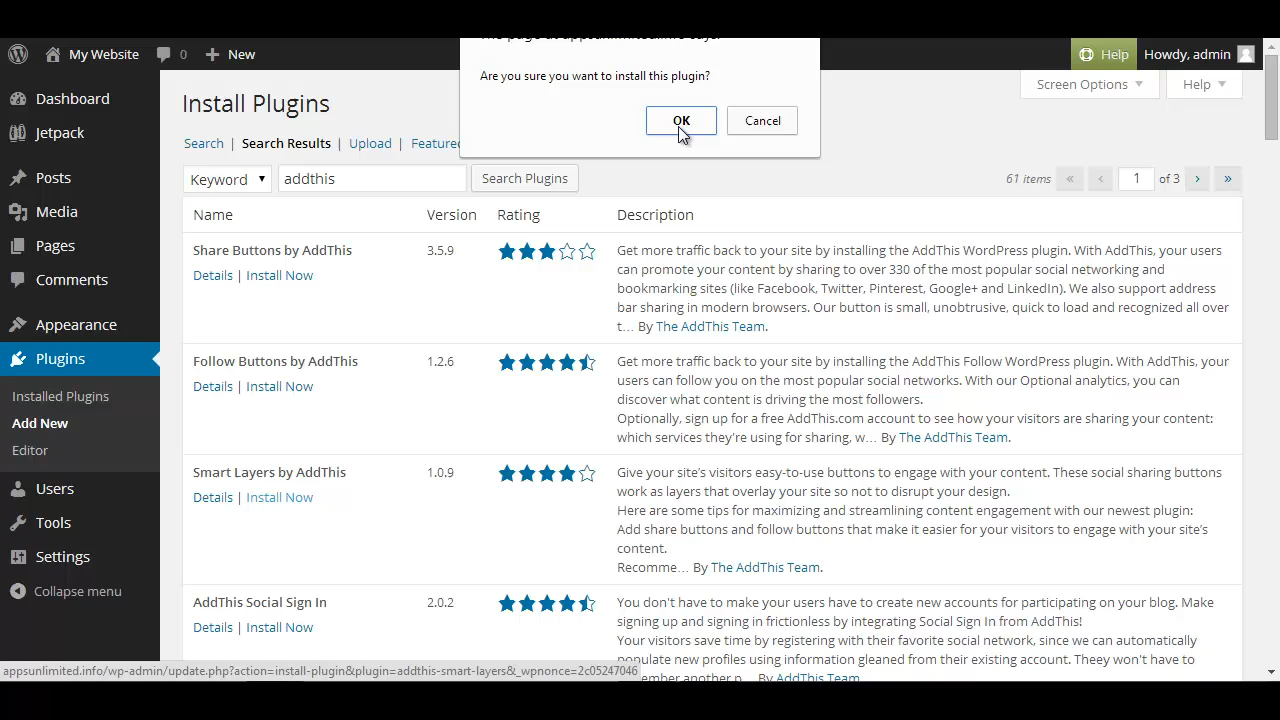 My Website 0 New Help Howdy, admin
Are you sure you want to install this plugin?
OK Cancel
Screen Options Help
Dashboard
Jetpack
Posts
Media
Pages
Comments
Appearance
Plugins
Installed Plugins
Add New
Editor
Users
Tools
Settings
Collapse menu
Install Plugins
Search | Search Results | Upload | Featured
Keyword addthis Search Plugins 61 items « ‹ 1 of 3 › »
Name Version Rating Description
Share Buttons by AddThis 3.5.9
Details | Install Now
Get more traffic back to your site by installing the AddThis WordPress plugin. With AddThis, your users
can promote your content by sharing to over 330 of the most popular social networking and
bookmarking sites (like Facebook, Twitter, Pinterest, Google+ and LinkedIn). We also support address
bar sharing in modern browsers. Our button is small, unobtrusive, quick to load and recognized all over
t… By The AddThis Team.
Follow Buttons by AddThis 1.2.6
Details | Install Now
Get more traffic back to your site by installing the AddThis Follow WordPress plugin. With AddThis, your
users can follow you on the most popular social networks. With our Optional analytics, you can
discover what content is driving the most followers.
Optionally, sign up for a free AddThis.com account to see how your visitors are sharing your content:
which services they're using for sharing, w… By The AddThis Team.
Smart Layers by AddThis 1.0.9
Details | Install Now
Give your site's visitors easy-to-use buttons to engage with your content. These social sharing buttons
work as layers that overlay your site so not to disrupt your design.
Here are some tips for maximizing and streamlining content engagement with our newest plugin:
Add share buttons and follow buttons that make it easier for your visitors to engage with your site's
content.
Recomme… By The AddThis Team.
AddThis Social Sign In 2.0.2
Details | Install Now
You don't have to make your users have to create new accounts for participating on your blog. Make
signing up and signing in frictionless by integrating Social Sign In from AddThis!
Your visitors save time by registering with their favorite social network, since we can automatically
populate new profiles using information gleaned from their existing account. Theey won't have to
another p… By AddThis Team
appsunlimited.info/wp-admin/update.php?action=install-plugin&plugin=addthis-smart-layers&_wpnonce=2c05247046